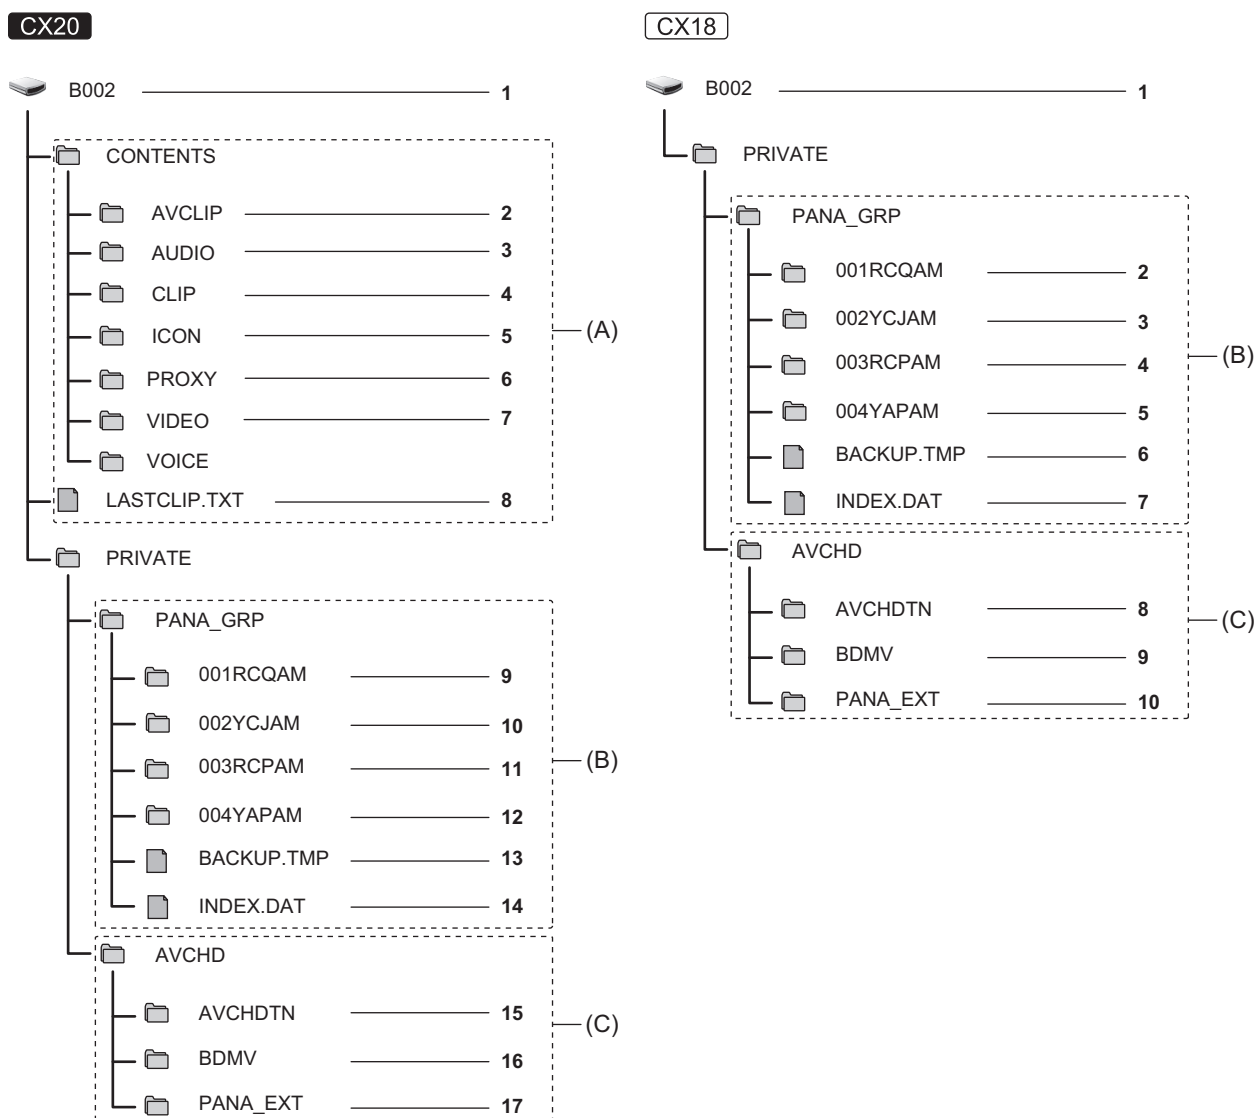 CX20
B002 1
CONTENTS
AVCLIP 2
AUDIO 3
CLIP 4
ICON 5
PROXY 6
VIDEO 7
VOICE
LASTCLIP.TXT 8
(A)
PRIVATE
PANA_GRP
001RCQAM 9
002YCJAM 10
003RCPAM 11
004YAPAM 12
BACKUP.TMP 13
INDEX.DAT 14
(B)
AVCHD
AVCHDTN 15
BDMV 16
PANA_EXT 17
(C)
CX18
B002 1
PRIVATE
PANA_GRP
001RCQAM 2
002YCJAM 3
003RCPAM 4
004YAPAM 5
BACKUP.TMP 6
INDEX.DAT 7
(B)
AVCHD
AVCHDTN 8
BDMV 9
PANA_EXT 10
(C)